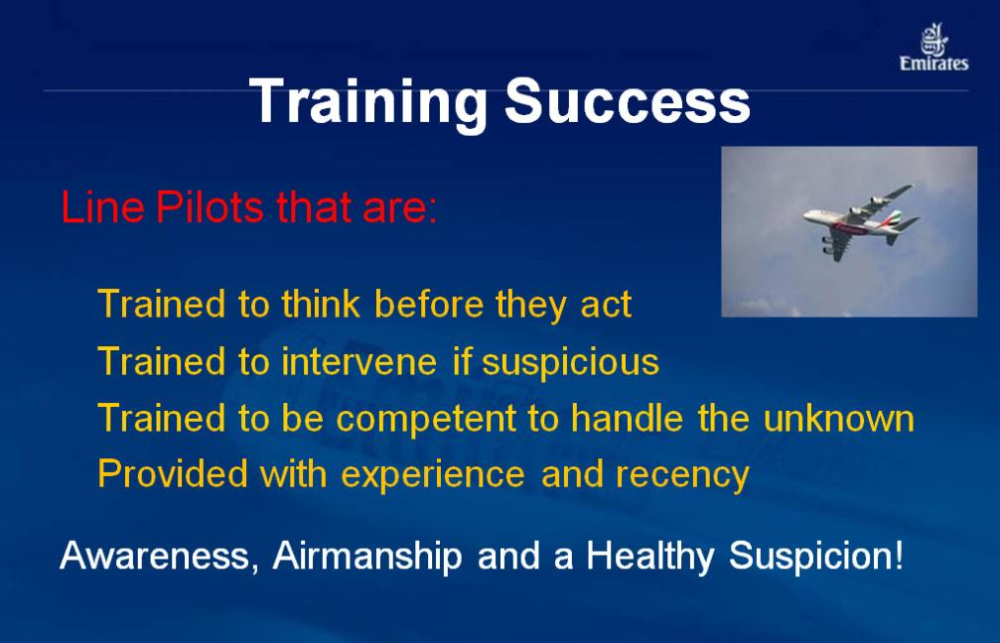 Emirates
Training Success
Line Pilots that are:
Trained to think before they act
Trained to intervene if suspicious
Trained to be competent to handle the unknown
Provided with experience and recency
Awareness, Airmanship and a Healthy Suspicion!